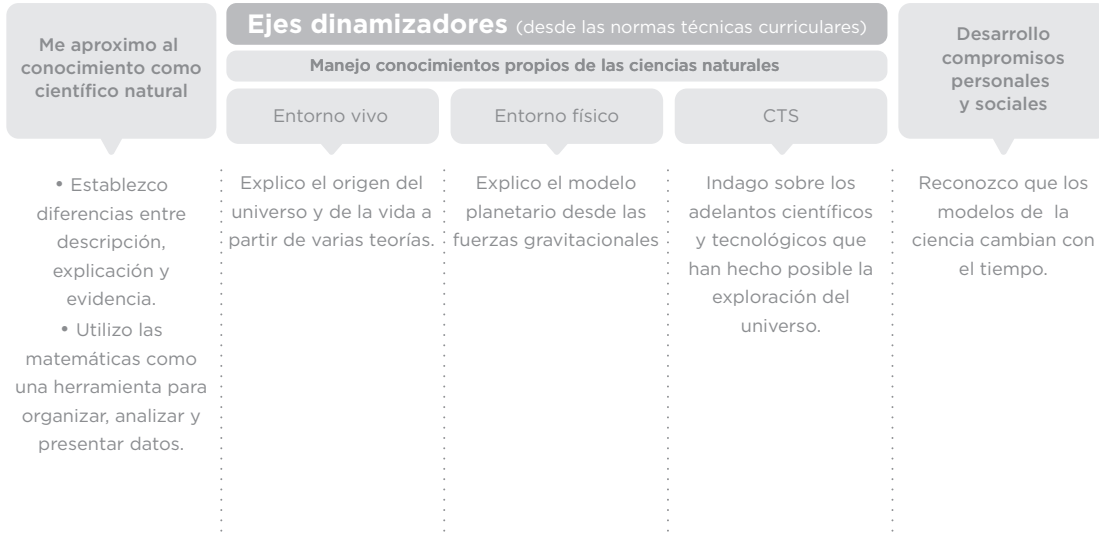 Me aproximo al
conocimiento como
científico natural
Ejes dinamizadores (desde las normas técnicas curriculares)
Manejo conocimientos propios de las ciencias naturales
Entorno vivo
Entorno físico
CTS
Desarrollo
compromisos
personales
y sociales
• Establezco
diferencias entre
descripción,
explicación y
evidencia.
• Utilizo las
matemáticas como
una herramienta para
organizar, analizar y
presentar datos.
Explico el origen del
universo y de la vida a
partir de varias teorías.
Explico el modelo
planetario desde las
fuerzas gravitacionales
Indago sobre los
adelantos científicos
y tecnológicos que
han hecho posible la
exploración del
universo.
Reconozco que los
modelos de la
ciencia cambian con
el tiempo.